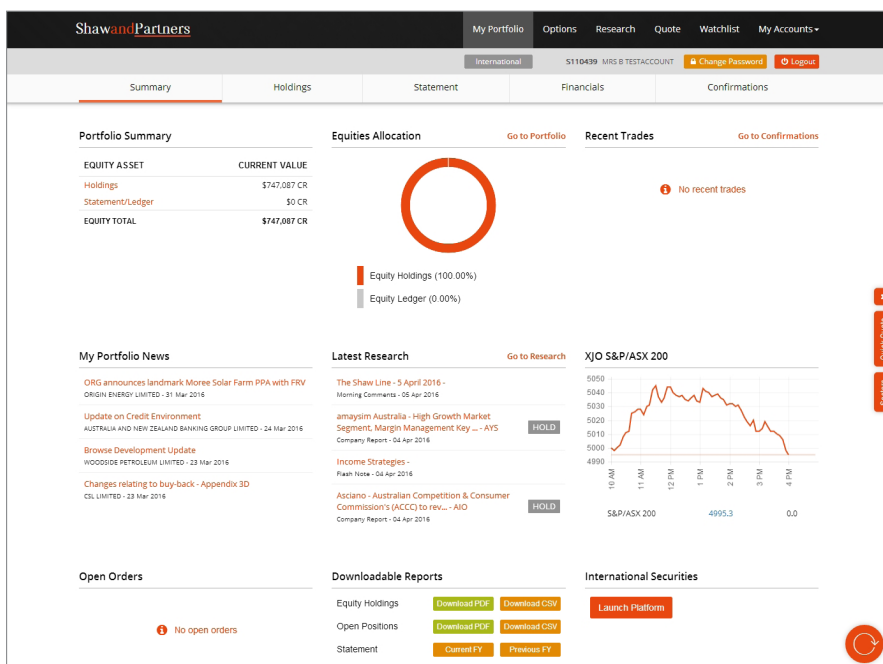 ShawandPartners
My Portfolio Options Research Quote Watchlist My Accounts
International S110439 MRS B TESTACCOUNT Change Password Logout
Summary Holdings Statement Financials Confirmations
Portfolio Summary
EQUITY ASSET CURRENT VALUE
Holdings $747,087 CR
Statement/Ledger $0 CR
EQUITY TOTAL $747,087 CR
Equities Allocation Go to Portfolio
Equity Holdings (100.00%)
Equity Ledger (0.00%)
Recent Trades Go to Confirmations
No recent trades
My Portfolio News
ORG announces landmark Moree Solar Farm PPA with FRV
ORIGIN ENERGY LIMITED - 31 Mar 2016
Update on Credit Environment
AUSTRALIA AND NEW ZEALAND BANKING GROUP LIMITED - 24 Mar 2016
Browse Development Update
WOODSIDE PETROLEUM LIMITED - 23 Mar 2016
Changes relating to buy-back - Appendix 3D
CSL LIMITED - 23 Mar 2016
Latest Research Go to Research
The Shaw Line - 5 April 2016 -
Morning Comments - 05 Apr 2016
amaysim Australia - High Growth Market
Segment, Margin Management Key ... - AYS
HOLD
Company Report - 04 Apr 2016
Income Strategies -
Flash Note - 04 Apr 2016
Asciano - Australian Competition & Consumer
Commission's (ACCC) to rev... - AIO
HOLD
Company Report - 04 Apr 2016
XJO S&P/ASX 200
5050
5040
5030
5020
5010
5000
4990
10 AM 11 AM 12 PM 1 PM 2 PM 3 PM 4 PM
S&P/ASX 200 4995.3 0.0
Open Orders
No open orders
Downloadable Reports
Equity Holdings Download PDF Download CSV
Open Positions Download PDF Download CSV
Statement Current FY Previous FY
International Securities
Launch Platform